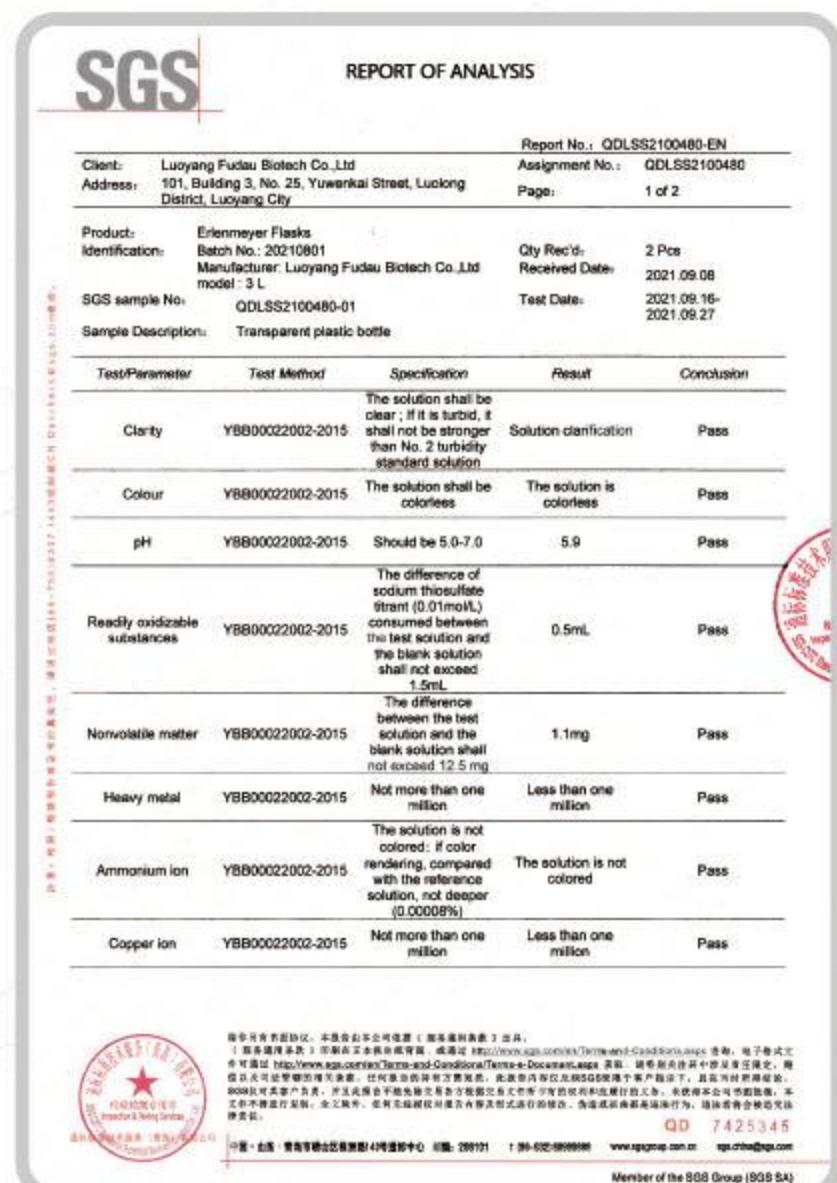 SGS
REPORT OF ANALYSIS
Report No.: QDLSS2100480-EN
Client: Luoyang Fudau Biotech Co.,Ltd
Assignment No.: QDLSS2100480
Address: 101, Building 3, No. 25, Yuwenkai Street, Luolong
District, Luoyang City
Page: 1 of 2
Product: Erlenmeyer Flasks
Identification: Batch No.: 20210801
Qty Rec'd: 2 Pcs
Manufacturer: Luoyang Fudau Biotech Co.,Ltd
Received Date: 2021.09.08
model : 3 L
SGS sample No: QDLSS2100480-01
Test Date: 2021.09.16-
2021.09.27
Sample Description: Transparent plastic bottle
Test/Parameter Test Method Specification Result Conclusion
The solution shall be
clear ; If it is turbid, it
Clarity YBB00022002-2015 shall not be stronger Solution clarification Pass
than No. 2 turbidity
standard solution
Colour YBB00022002-2015 The solution shall be The solution is Pass
colorless colorless
pH YBB00022002-2015 Should be 5.0-7.0 5.9 Pass
The difference of
sodium thiosulfate
titrant (0.01mol/L)
Readily oxidizable YBB00022002-2015 consumed between 0.5mL Pass
substances the test solution and
the blank solution
shall not exceed
1.5mL
The difference
between the test
Nonvolatile matter YBB00022002-2015 solution and the 1.1mg Pass
blank solution shall
not exceed 12.5 mg
Heavy metal YBB00022002-2015 Not more than one Less than one Pass
million million
The solution is not
colored: if color
Ammonium ion YBB00022002-2015 rendering, compared The solution is not Pass
with the reference colored
solution, not deeper
(0.00008%)
Copper ion YBB00022002-2015 Not more than one Less than one Pass
million million
Inspection & Testing Services
QD 7425345
www.sgsgroup.com.cn
sgs.china@sgs.com
Member of the SGS Group (SGS SA)